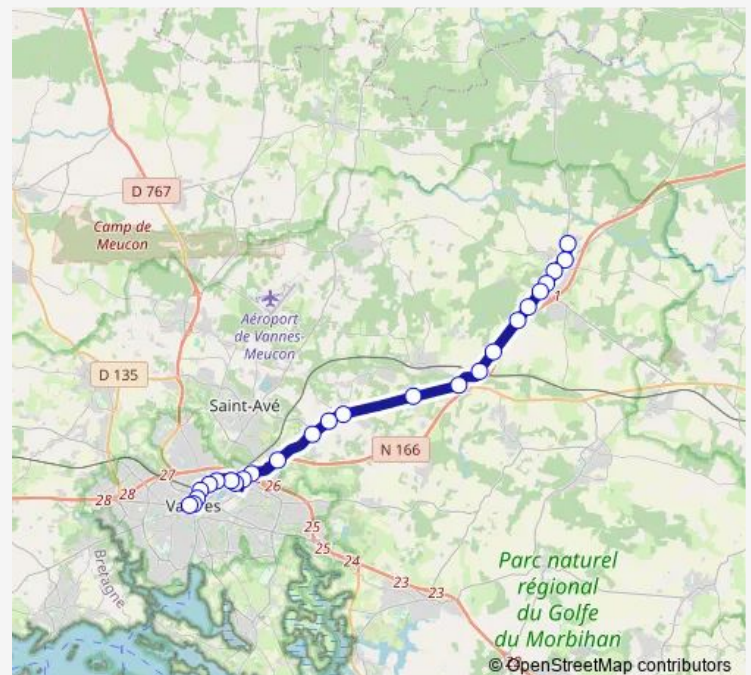 D 767
Camp de
Meucon
1
Aéroport
de Vannes-
Meucon
D 135
Saint-Avé
N 166
27
26
28
28
25
25
24
23
23
Bretagne
Parc naturel
régional
du Golfe
du Morbihan
© OpenStreetMap contributors